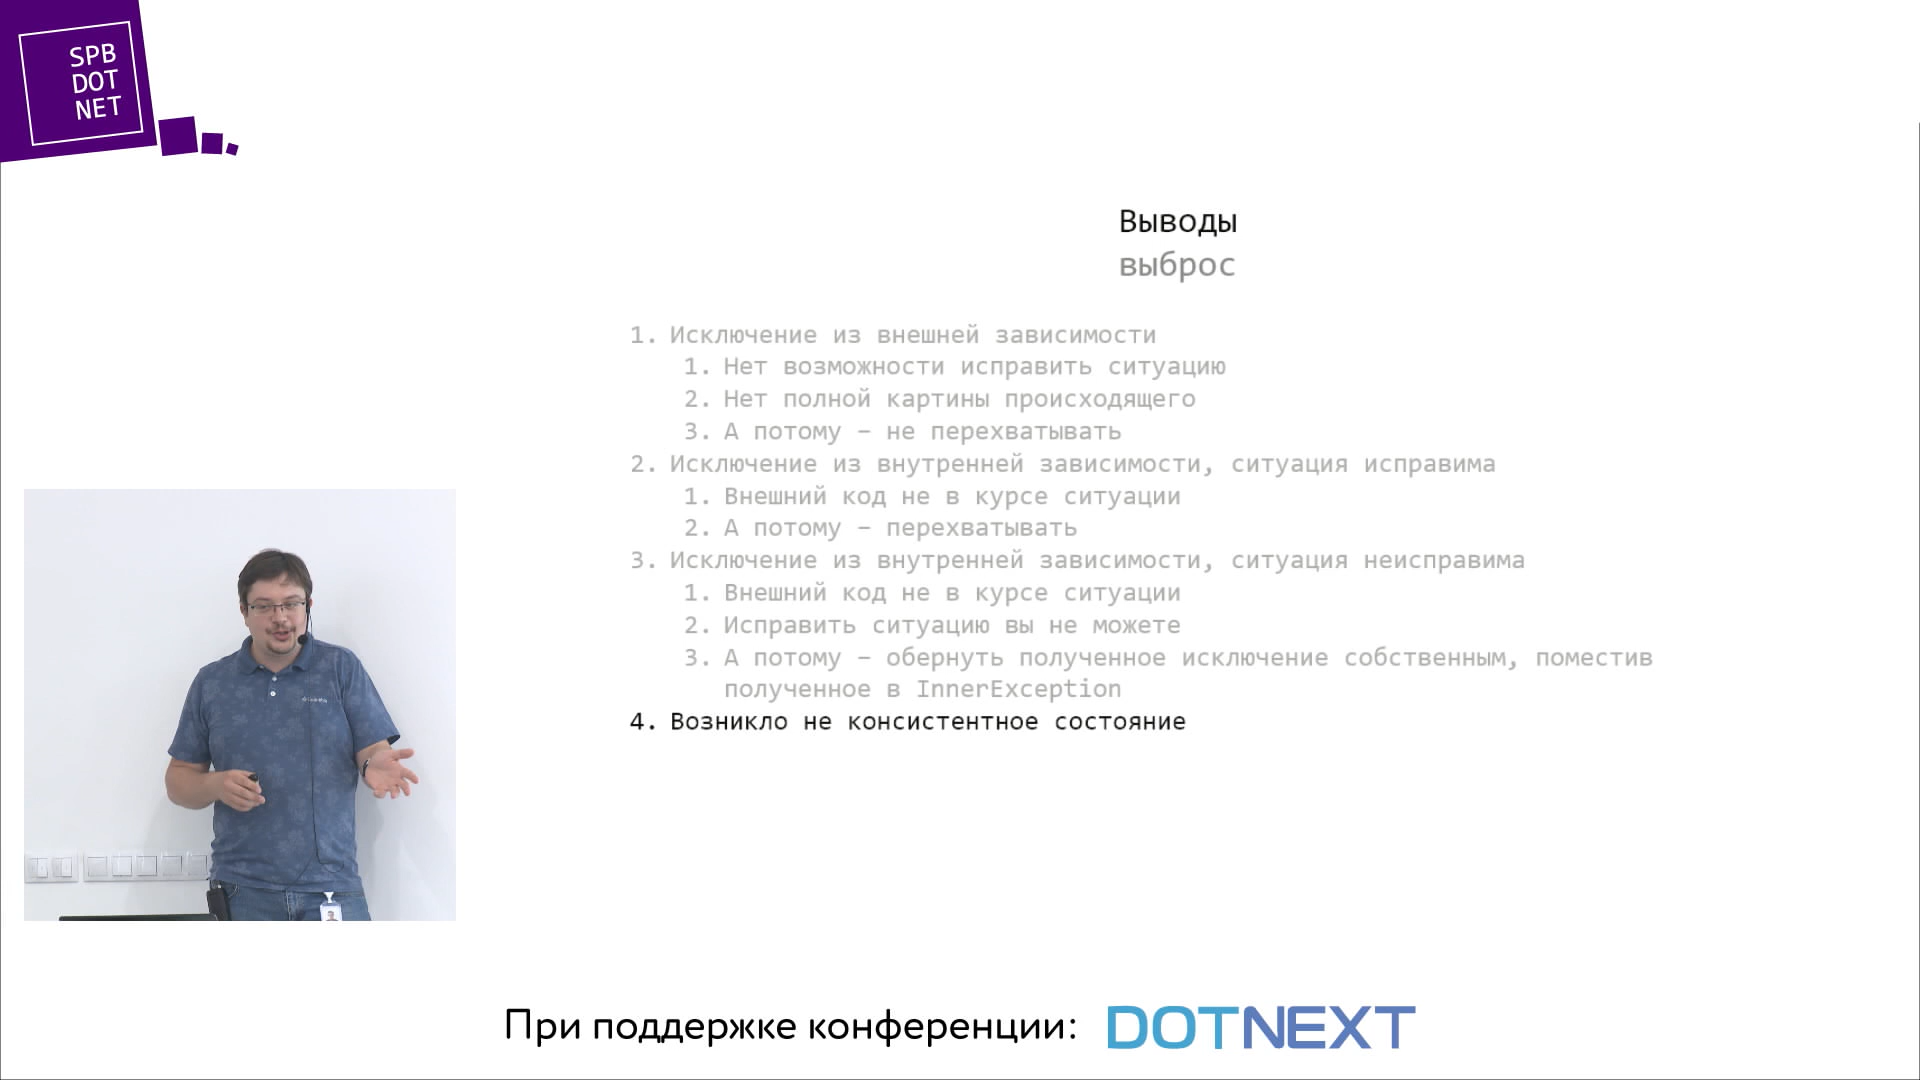 SPB
DOT
NET
Выводы
выброс
1. Исключение из внешней зависимости
1. Нет возможности исправить ситуацию
2. Нет полной картины происходящего
3. А потому – не перехватывать
2. Исключение из внутренней зависимости, ситуация исправима
1. Внешний код не в курсе ситуации
2. А потому – перехватывать
3. Исключение из внутренней зависимости, ситуация неисправима
1. Внешний код не в курсе ситуации
2. Исправить ситуацию вы не можете
3. А потому – обернуть полученное исключение собственным, поместив
полученное в InnerException
4. Возникло не консистентное состояние
При поддержке конференции: DOTNEXT